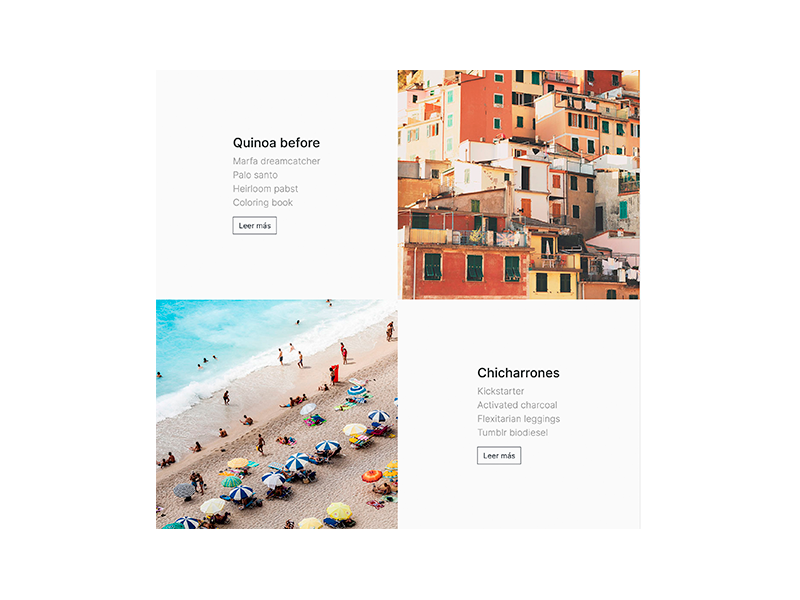 Quinoa before
Marfa dreamcatcher
Palo santo
Heirloom pabst
Coloring book
Leer más
Chicharrones
Kickstarter
Activated charcoal
Flexitarian leggings
Tumblr biodiesel
Leer más